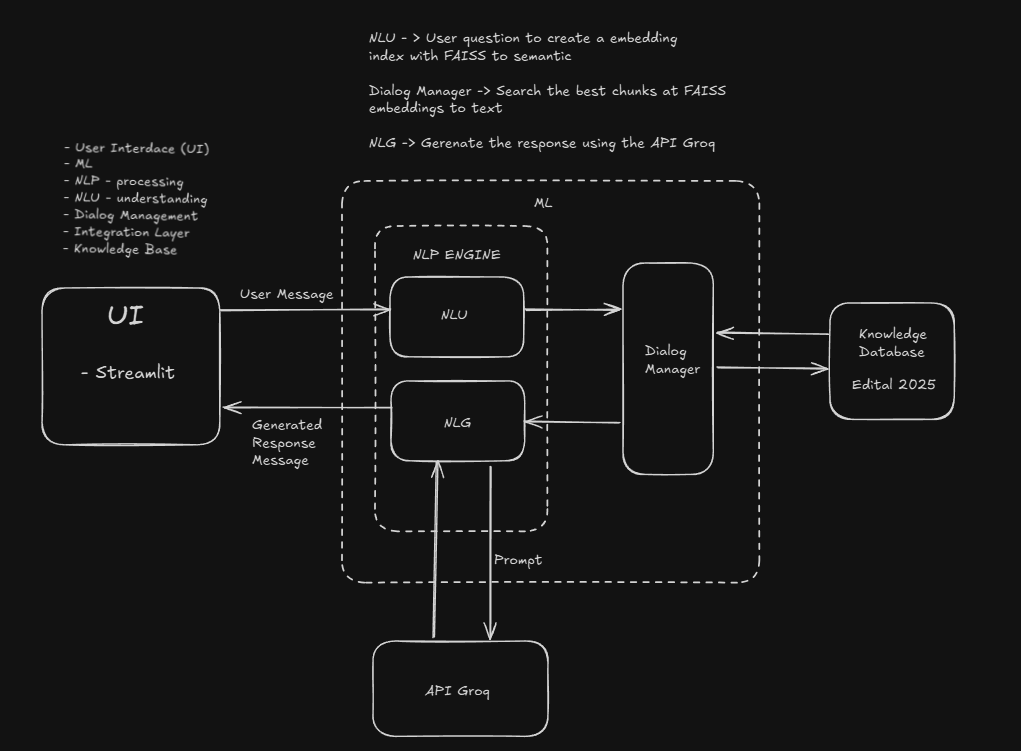 NLU - > User question to create a embedding
index with FAISS to semantic
Dialog Manager -> Search the best chunks at FAISS
embeddings to text
NLG -> Gerenate the response using the API Groq
- User Interdace (UI)
- ML
- NLP - processing
- NLU - understanding
- Dialog Management
- Integration Layer
- Knowledge Base
ML
NLP ENGINE
UI
- Streamlit
User Message
NLU
Dialog
Manager
Knowledge
Database
Edital 2025
Generated
Response
Message
NLG
Prompt
API Groq